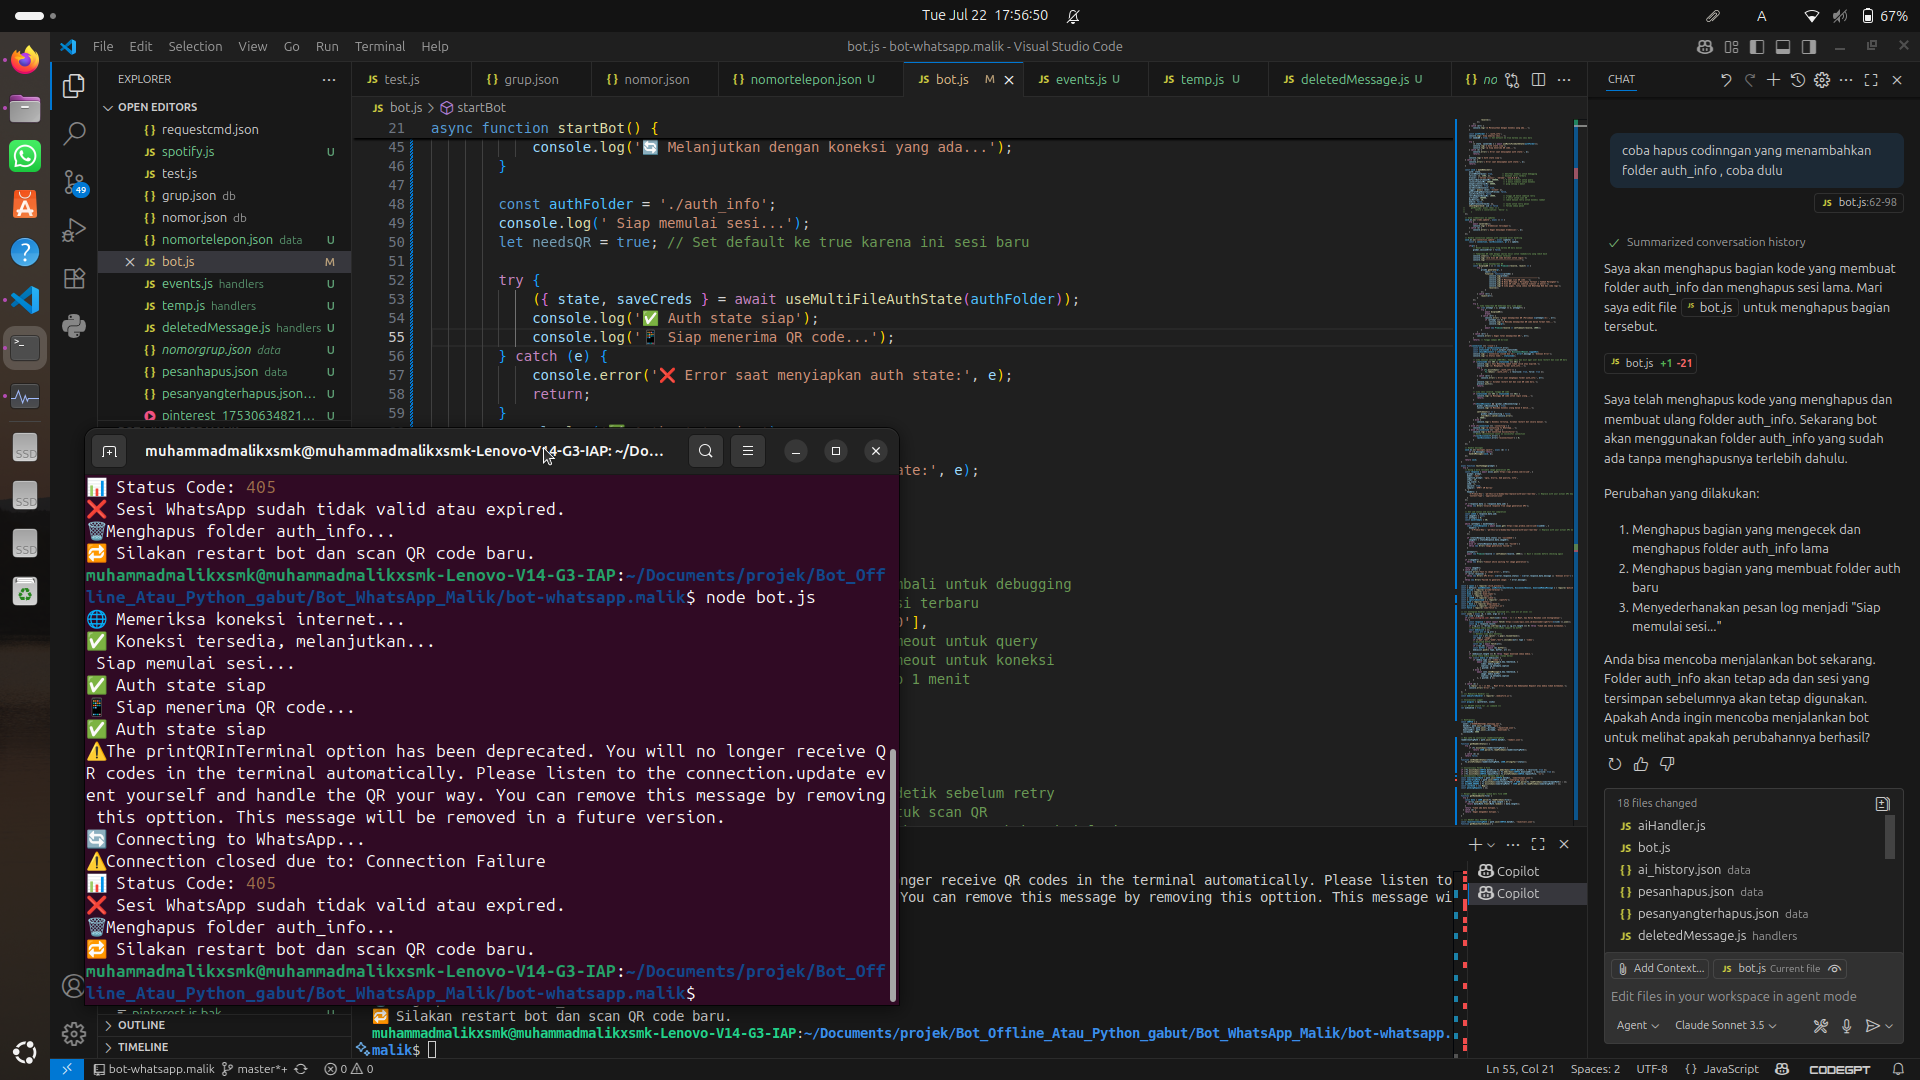 Tue Jul 22 17:56:50
A
67%
File Edit Selection View Go Run Terminal Help
bot.js - bot-whatsapp.malik - Visual Studio Code
EXPLORER
OPEN EDITORS
requestcmd.json
spotify.js U
test.js
grup.json db
nomor.json db
nomortelepon.json data U
bot.js M
events.js handlers U
temp.js handlers U
deletedMessage.js handlers U
nomorgrup.json data U
pesanhapus.json data U
pesanyangterhapus.json... U
pinterest_17530634821... U
OUTLINE
TIMELINE
49
test.js grup.json nomor.json nomortelepon.json U bot.js M events.js U temp.js U deletedMessage.js U no
bot.js > startBot
21 async function startBot() {
45 console.log('🔄 Melanjutkan dengan koneksi yang ada...');
46 }
47
48 const authFolder = './auth_info';
49 console.log(' Siap memulai sesi...');
50 let needsQR = true; // Set default ke true karena ini sesi baru
51
52 try {
53 ({ state, saveCreds } = await useMultiFileAuthState(authFolder));
54 console.log('✅ Auth state siap');
55 console.log('📱 Siap menerima QR code...');
56 } catch (e) {
57 console.error('❌ Error saat menyiapkan auth state:', e);
58 return;
59 }
ate:', e);
mbali untuk debugging
si terbaru
'],
meout untuk query
meout untuk koneksi
1 menit
detik sebelum retry
tuk scan QR
muhammadmalikxsmk@muhammadmalikxsmk-Lenovo-V14-G3-IAP: ~/Do...
📊 Status Code: 405
❌ Sesi WhatsApp sudah tidak valid atau expired.
🗑️Menghapus folder auth_info...
🔁 Silakan restart bot dan scan QR code baru.
muhammadmalikxsmk@muhammadmalikxsmk-Lenovo-V14-G3-IAP:~/Documents/projek/Bot_Off
line_Atau_Python_gabut/Bot_WhatsApp_Malik/bot-whatsapp.malik$ node bot.js
🌐 Memeriksa koneksi internet...
✅ Koneksi tersedia, melanjutkan...
Siap memulai sesi...
✅ Auth state siap
📱 Siap menerima QR code...
✅ Auth state siap
⚠️The printQRInTerminal option has been deprecated. You will no longer receive Q
R codes in the terminal automatically. Please listen to the connection.update ev
ent yourself and handle the QR your way. You can remove this message by removing
this opttion. This message will be removed in a future version.
🔄 Connecting to WhatsApp...
⚠️Connection closed due to: Connection Failure
📊 Status Code: 405
❌ Sesi WhatsApp sudah tidak valid atau expired.
🗑️Menghapus folder auth_info...
🔁 Silakan restart bot dan scan QR code baru.
muhammadmalikxsmk@muhammadmalikxsmk-Lenovo-V14-G3-IAP:~/Documents/projek/Bot_Off
line_Atau_Python_gabut/Bot_WhatsApp_Malik/bot-whatsapp.malik$
nger receive QR codes in the terminal automatically. Please listen to
You can remove this message by removing this opttion. This message wi
🔁 Silakan restart bot dan scan QR code baru.
muhammadmalikxsmk@muhammadmalikxsmk-Lenovo-V14-G3-IAP:~/Documents/projek/Bot_Offline_Atau_Python_gabut/Bot_WhatsApp_Malik/bot-whatsapp.
malik$
Copilot
Copilot
CHAT
coba hapus codinngan yang menambahkan
folder auth_info , coba dulu
bot.js:62-98
Summarized conversation history
Saya akan menghapus bagian kode yang membuat
folder auth_info dan menghapus sesi lama. Mari
saya edit file bot.js untuk menghapus bagian
tersebut.
bot.js +1 -21
Saya telah menghapus kode yang menghapus dan
membuat ulang folder auth_info. Sekarang bot
akan menggunakan folder auth_info yang sudah
ada tanpa menghapusnya terlebih dahulu.
Perubahan yang dilakukan:
1. Menghapus bagian yang mengecek dan
menghapus folder auth_info lama
2. Menghapus bagian yang membuat folder auth
baru
3. Menyederhanakan pesan log menjadi "Siap
memulai sesi..."
Anda bisa mencoba menjalankan bot sekarang.
Folder auth_info akan tetap ada dan sesi yang
tersimpan sebelumnya akan tetap digunakan.
Apakah Anda ingin mencoba menjalankan bot
untuk melihat apakah perubahannya berhasil?
18 files changed
aiHandler.js
bot.js
ai_history.json data
pesanhapus.json data
pesanyangterhapus.json data
deletedMessage.js handlers
Add Context... bot.js Current file
Edit files in your workspace in agent mode
Agent Claude Sonnet 3.5
bot-whatsapp.malik master*+ 0 0
Ln 55, Col 21 Spaces: 2 UTF-8 {} JavaScript CODEGPT
SSD
SSD
SSD